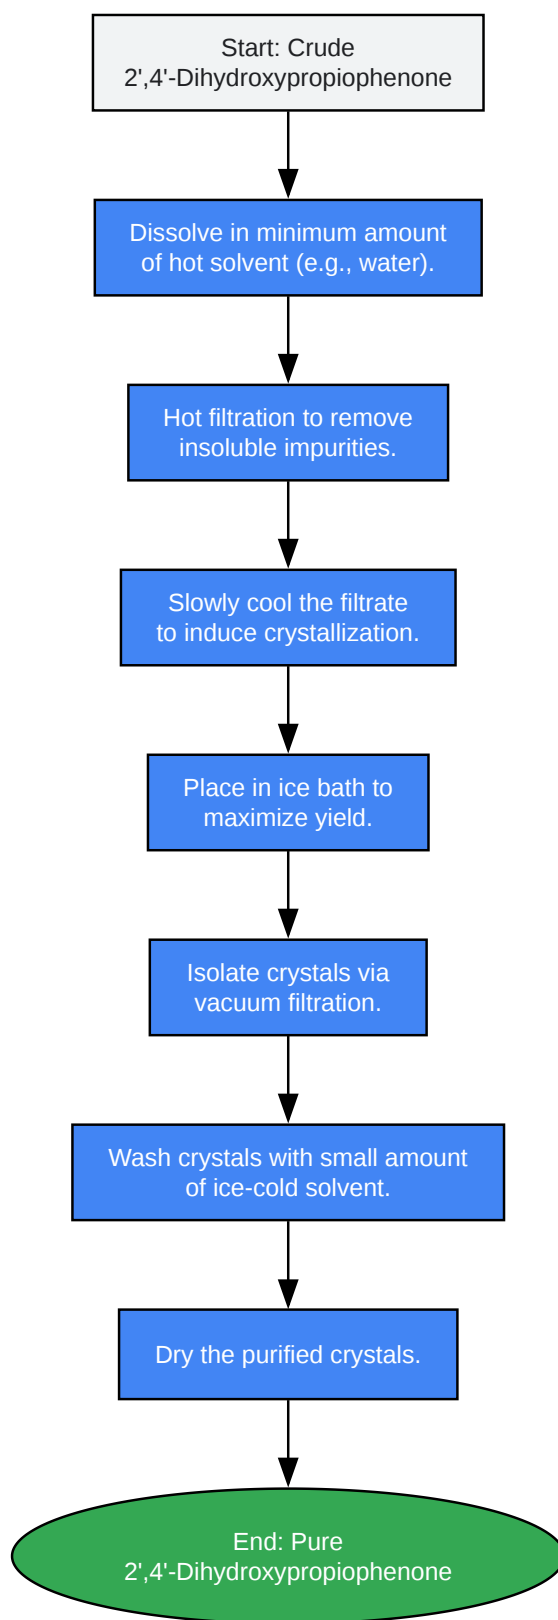 Start: Crude
2',4'-Dihydroxypropiophenone
Dissolve in minimum amount
of hot solvent (e.g., water).
Hot filtration to remove
insoluble impurities.
Slowly cool the filtrate
to induce crystallization.
Place in ice bath to
maximize yield.
Isolate crystals via
vacuum filtration.
Wash crystals with small amount
of ice-cold solvent.
Dry the purified crystals.
End: Pure
2',4'-Dihydroxypropiophenone